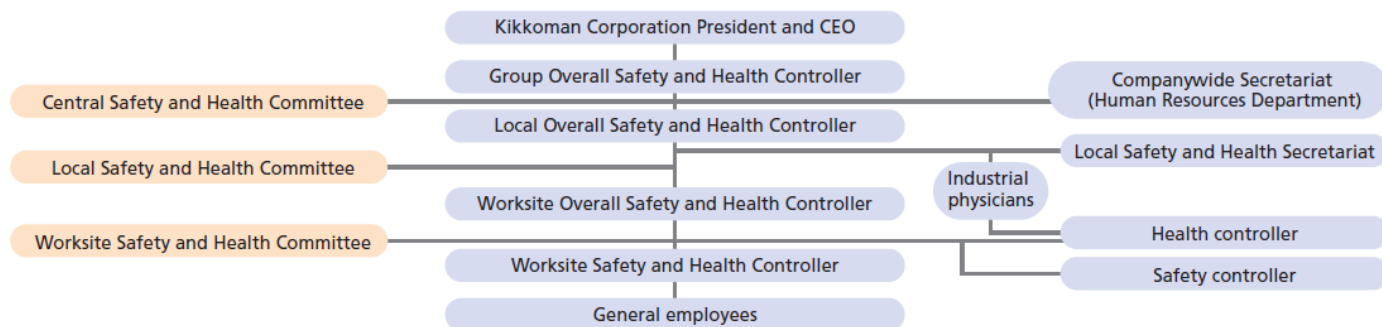 Kikkoman Corporation President and CEO
Group Overall Safety and Health Controller
Central Safety and Health Committee
Companywide Secretariat
(Human Resources Department)
Local Overall Safety and Health Controller
Local Safety and Health Committee
Local Safety and Health Secretariat
Industrial
physicians
Worksite Overall Safety and Health Controller
Worksite Safety and Health Committee
Health controller
Worksite Safety and Health Controller
Safety controller
General employees